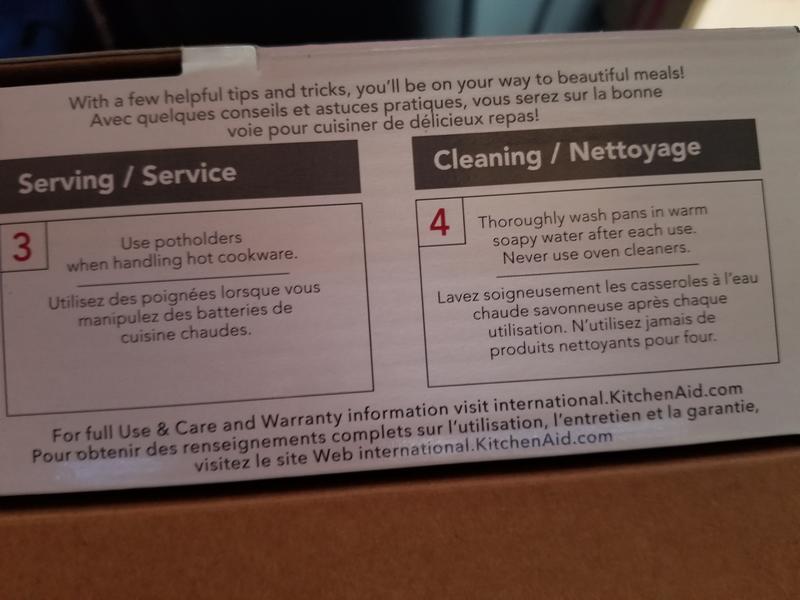 With a few helpful tips and tricks, you'll be on your way to beautiful meals!
Avec quelques conseils et astuces pratiques, vous serez sur la bonne
voie pour cuisiner de délicieux repas!
Serving / Service
3
Use potholders
when handling hot cookware.
Utilisez des poignées lorsque vous
manipulez des batteries de
cuisine chaudes.
Cleaning / Nettoyage
4
Thoroughly wash pans in warm
soapy water after each use.
Never use oven cleaners.
Lavez soigneusement les casseroles à l'eau
chaude savonneuse après chaque
utilisation. N'utilisez jamais de
produits nettoyants pour four.
For full Use & Care and Warranty information visit international.KitchenAid.com
Pour obtenir des renseignements complets sur l'utilisation, l'entretien et la garantie,
visitez le site Web international.KitchenAid.com